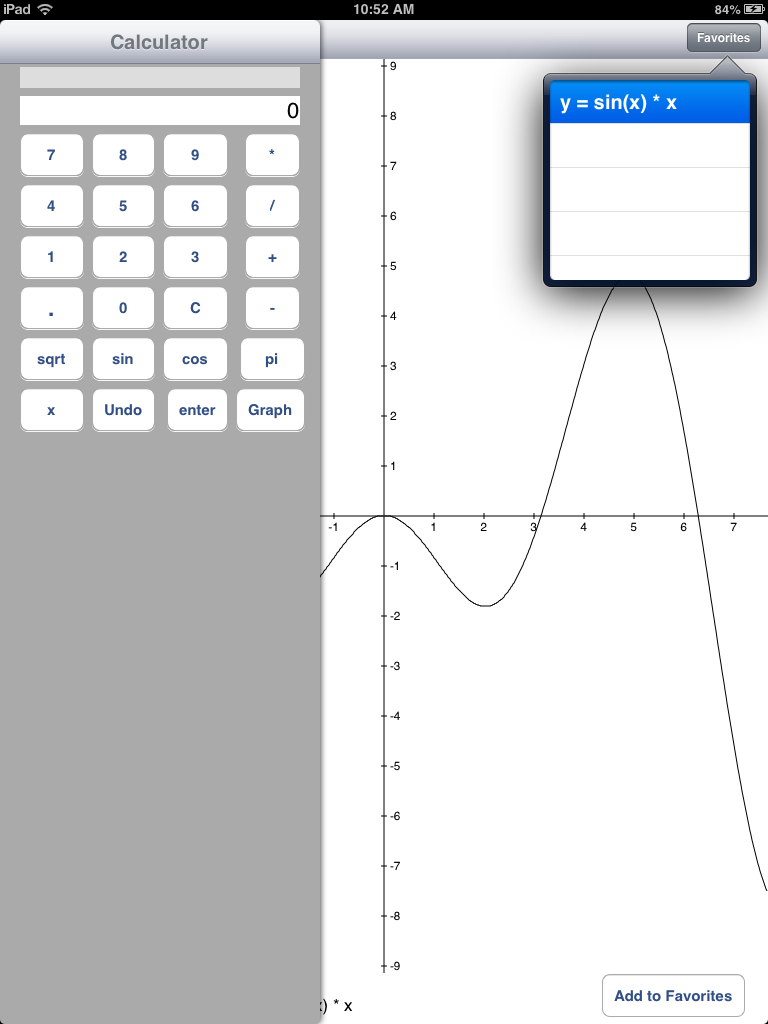 iPad 10:52 AM 84%
Calculator
Favorites
y = sin(x) * x
0
7 8 9 *
4 5 6 /
1 2 3 +
. 0 C -
sqrt sin cos pi
x Undo enter Graph
9
8
7
6
5
4
3
2
1
-1 1 2 3 4 5 6 7
-1
-2
-3
-4
-5
-6
-7
-8
-9
) * x
Add to Favorites